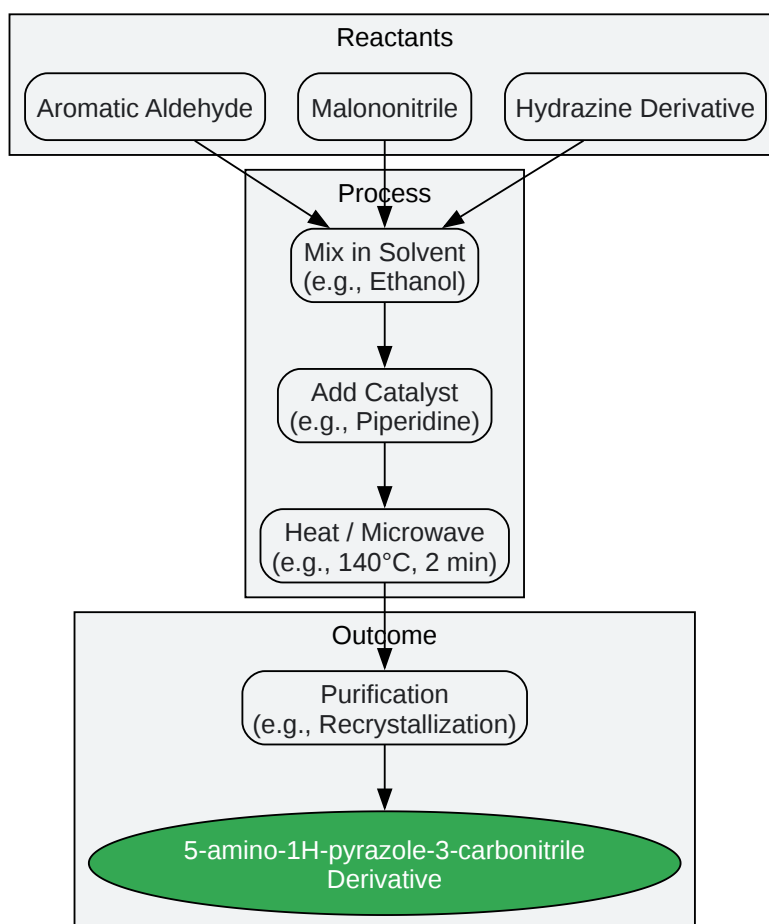 Reactants
Aromatic Aldehyde
Malononitrile
Hydrazine Derivative
Process
Mix in Solvent
(e.g., Ethanol)
Add Catalyst
(e.g., Piperidine)
Heat / Microwave
(e.g., 140°C, 2 min)
Outcome
Purification
(e.g., Recrystallization)
5-amino-1H-pyrazole-3-carbonitrile
Derivative